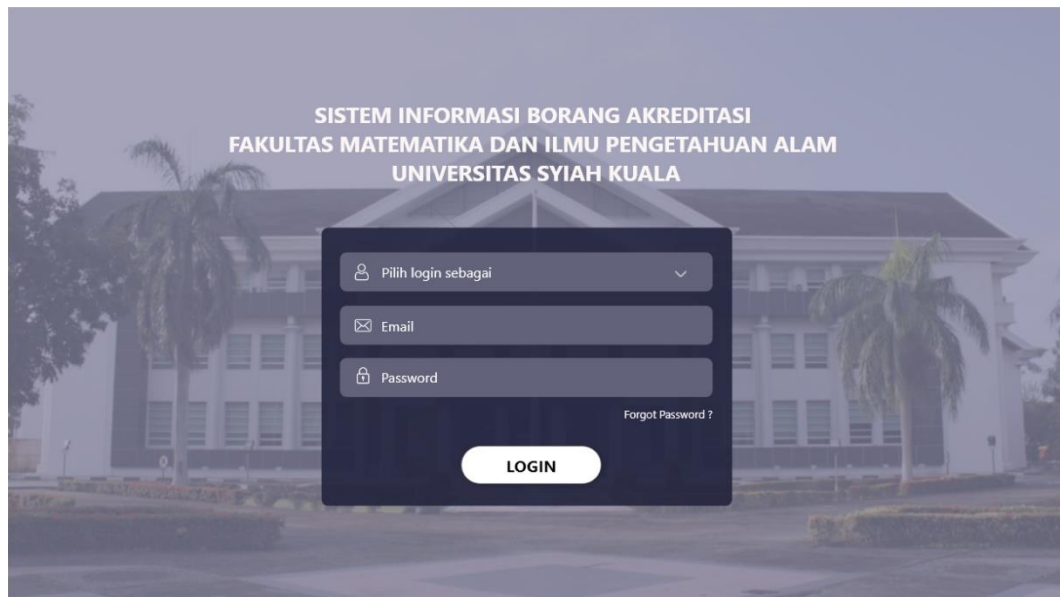 SISTEM INFORMASI BORANG AKREDITASI
FAKULTAS MATEMATIKA DAN ILMU PENGETAHUAN ALAM
UNIVERSITAS SYIAH KUALA
Pilih login sebagai
Email
Password
Forgot Password ?
LOGIN